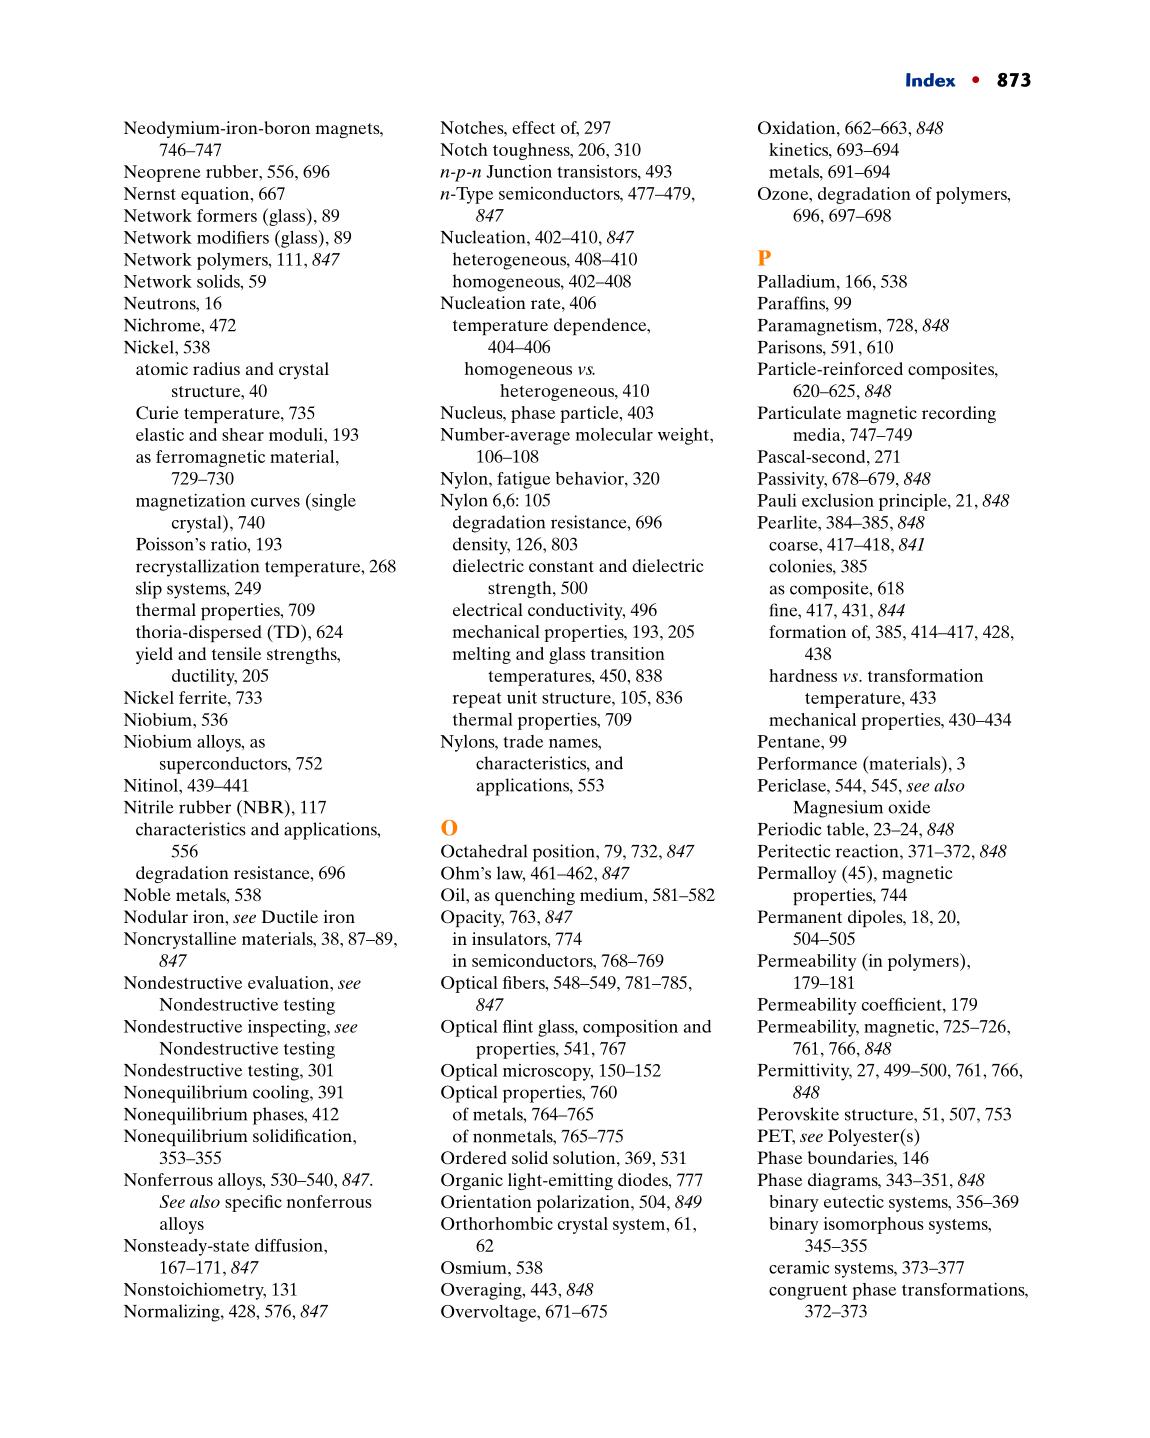 Index • 873
Neodymium-iron-boron magnets,
746–747
Neoprene rubber, 556, 696
Nernst equation, 667
Network formers (glass), 89
Network modifiers (glass), 89
Network polymers, 111, 847
Network solids, 59
Neutrons, 16
Nichrome, 472
Nickel, 538
atomic radius and crystal
structure, 40
Curie temperature, 735
elastic and shear moduli, 193
as ferromagnetic material,
729–730
magnetization curves (single
crystal), 740
Poisson's ratio, 193
recrystallization temperature, 268
slip systems, 249
thermal properties, 709
thoria-dispersed (TD), 624
yield and tensile strengths,
ductility, 205
Nickel ferrite, 733
Niobium, 536
Niobium alloys, as
superconductors, 752
Nitinol, 439–441
Nitrile rubber (NBR), 117
characteristics and applications,
556
degradation resistance, 696
Noble metals, 538
Nodular iron, see Ductile iron
Noncrystalline materials, 38, 87–89,
847
Nondestructive evaluation, see
Nondestructive testing
Nondestructive inspecting, see
Nondestructive testing
Nondestructive testing, 301
Nonequilibrium cooling, 391
Nonequilibrium phases, 412
Nonequilibrium solidification,
353–355
Nonferrous alloys, 530–540, 847.
See also specific nonferrous
alloys
Nonsteady-state diffusion,
167–171, 847
Nonstoichiometry, 131
Normalizing, 428, 576, 847
Notches, effect of, 297
Notch toughness, 206, 310
n-p-n Junction transistors, 493
n-Type semiconductors, 477–479,
847
Nucleation, 402–410, 847
heterogeneous, 408–410
homogeneous, 402–408
Nucleation rate, 406
temperature dependence,
404–406
homogeneous vs.
heterogeneous, 410
Nucleus, phase particle, 403
Number-average molecular weight,
106–108
Nylon, fatigue behavior, 320
Nylon 6,6: 105
degradation resistance, 696
density, 126, 803
dielectric constant and dielectric
strength, 500
electrical conductivity, 496
mechanical properties, 193, 205
melting and glass transition
temperatures, 450, 838
repeat unit structure, 105, 836
thermal properties, 709
Nylons, trade names,
characteristics, and
applications, 553
O
Octahedral position, 79, 732, 847
Ohm's law, 461–462, 847
Oil, as quenching medium, 581–582
Opacity, 763, 847
in insulators, 774
in semiconductors, 768–769
Optical fibers, 548–549, 781–785,
847
Optical flint glass, composition and
properties, 541, 767
Optical microscopy, 150–152
Optical properties, 760
of metals, 764–765
of nonmetals, 765–775
Ordered solid solution, 369, 531
Organic light-emitting diodes, 777
Orientation polarization, 504, 849
Orthorhombic crystal system, 61,
62
Osmium, 538
Overaging, 443, 848
Overvoltage, 671–675
Oxidation, 662–663, 848
kinetics, 693–694
metals, 691–694
Ozone, degradation of polymers,
696, 697–698
P
Palladium, 166, 538
Paraffins, 99
Paramagnetism, 728, 848
Parisons, 591, 610
Particle-reinforced composites,
620–625, 848
Particulate magnetic recording
media, 747–749
Pascal-second, 271
Passivity, 678–679, 848
Pauli exclusion principle, 21, 848
Pearlite, 384–385, 848
coarse, 417–418, 841
colonies, 385
as composite, 618
fine, 417, 431, 844
formation of, 385, 414–417, 428,
438
hardness vs. transformation
temperature, 433
mechanical properties, 430–434
Pentane, 99
Performance (materials), 3
Periclase, 544, 545, see also
Magnesium oxide
Periodic table, 23–24, 848
Peritectic reaction, 371–372, 848
Permalloy (45), magnetic
properties, 744
Permanent dipoles, 18, 20,
504–505
Permeability (in polymers),
179–181
Permeability coefficient, 179
Permeability, magnetic, 725–726,
761, 766, 848
Permittivity, 27, 499–500, 761, 766,
848
Perovskite structure, 51, 507, 753
PET, see Polyester(s)
Phase boundaries, 146
Phase diagrams, 343–351, 848
binary eutectic systems, 356–369
binary isomorphous systems,
345–355
ceramic systems, 373–377
congruent phase transformations,
372–373